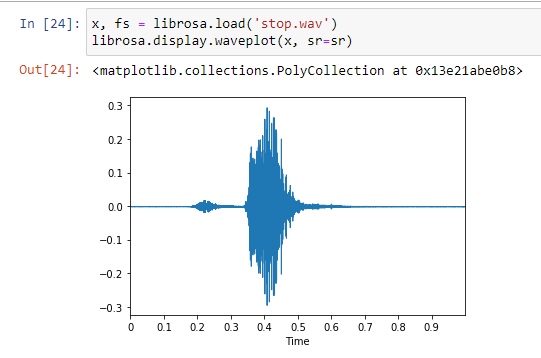 In [24]: x, fs = librosa.load('stop.wav')
librosa.display.waveplot(x, sr=sr)
Out[24]: <matplotlib.collections.PolyCollection at 0x13e21abe0b8>
0.3
0.2
0.1
0.0
−0.1
−0.2
−0.3
0 0.1 0.2 0.3 0.4 0.5 0.6 0.7 0.8 0.9
Time